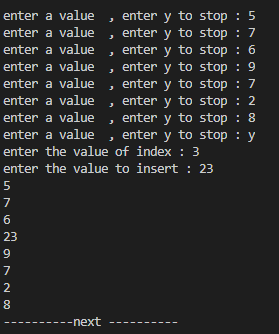 enter a value  , enter y to stop : 5
enter a value  , enter y to stop : 7
enter a value  , enter y to stop : 6
enter a value  , enter y to stop : 9
enter a value  , enter y to stop : 7
enter a value  , enter y to stop : 2
enter a value  , enter y to stop : 8
enter a value  , enter y to stop : y
enter the value of index : 3
enter the value to insert : 23
5
7
6
23
9
7
2
8
----------next ----------